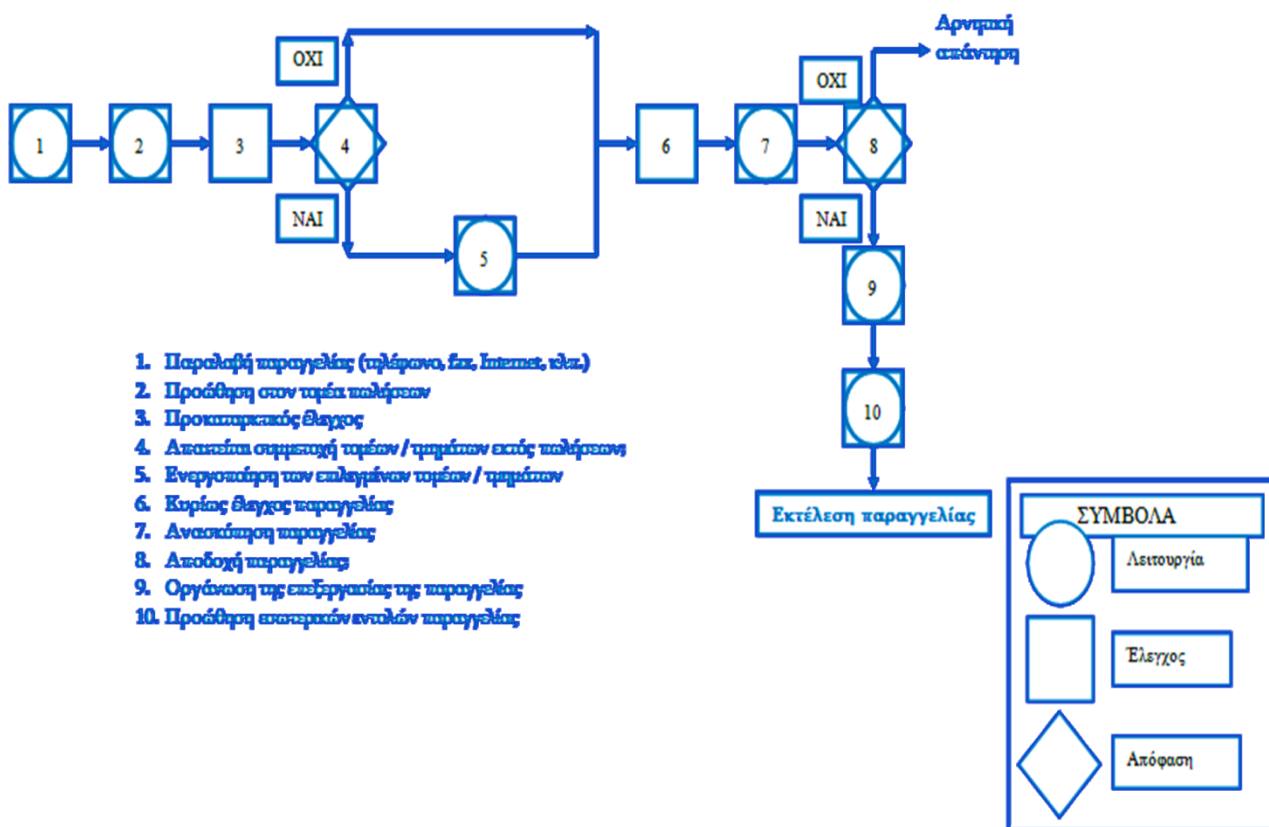 Αρνητική
απάντηση
ΟΧΙ
ΟΧΙ
1
2
3
4
6
7
8
ΝΑΙ
ΝΑΙ
5
9
10
1. Παραλαβή παραγγελίας (τηλέφωνο, fax, Internet, κλπ.)
2. Προώθηση στον τομέα πωλήσεων
3. Προκαταρκτικός έλεγχος
4. Απαιτείται συμμετοχή τομέων / τμημάτων εκτός πωλήσεων;
5. Ενεργοποίηση των επιλεγμένων τομέων / τμημάτων
6. Κυρίως έλεγχος παραγγελίας
7. Ανασκόπηση παραγγελίας
8. Αποδοχή παραγγελίας;
9. Οργάνωση της επεξεργασίας της παραγγελίας
10. Προώθηση εσωτερικών εντολών παραγγελίας
Εκτέλεση παραγγελίας
ΣΥΜΒΟΛΑ
Λειτουργία
Έλεγχος
Απόφαση